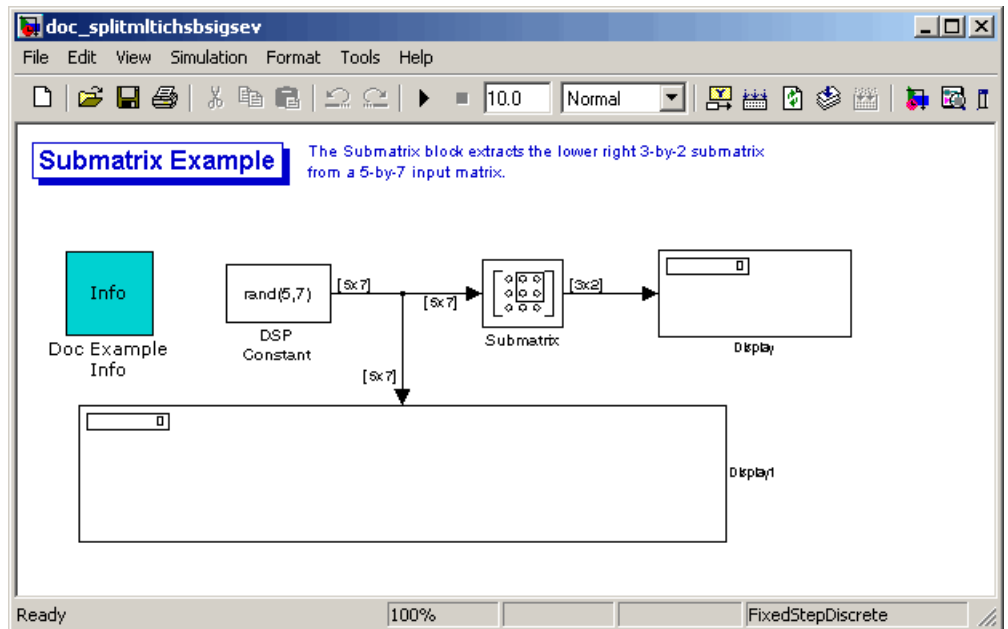 doc_splitmltichsbsigsev
File Edit View Simulation Format Tools Help
10.0 Normal
Submatrix Example
The Submatrix block extracts the lower right 3-by-2 submatrix
from a 5-by-7 input matrix.
Info
Doc Example
Info
rand(5,7)
DSP
Constant
[5x7]
[5x7]
[5x7]
Submatrix
[3x2]
0
Display
0
Display1
Ready 100% FixedStepDiscrete